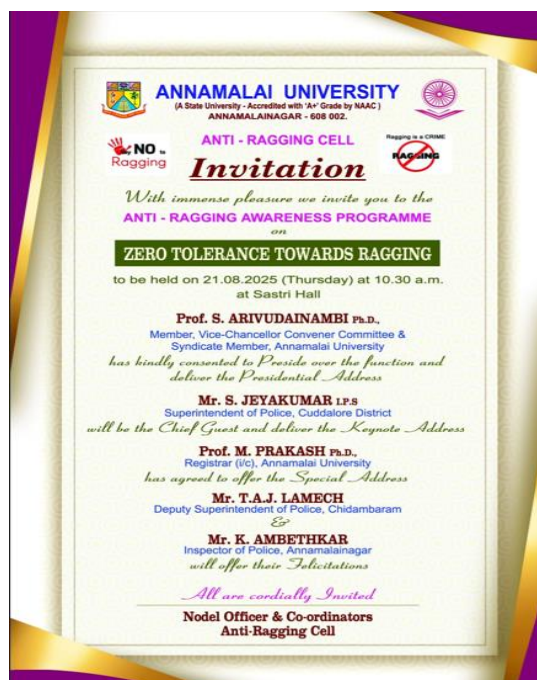 ANNAMALAI UNIVERSITY
(A State University - Accredited with 'A+' Grade by NAAC )
ANNAMALAINAGAR - 608 002.
ANTI - RAGGING CELL
NO to
Ragging
Ragging is a CRIME
RAGGING
Invitation
With immense pleasure we invite you to the
ANTI - RAGGING AWARENESS PROGRAMME
on
ZERO TOLERANCE TOWARDS RAGGING
to be held on 21.08.2025 (Thursday) at 10.30 a.m.
at Sastri Hall
Prof. S. ARIVUDAINAMBI Ph.D.,
Member, Vice-Chancellor Convener Committee &
Syndicate Member, Annamalai University
has kindly consented to Preside over the function and
deliver the Presidential Address
Mr. S. JEYAKUMAR I.P.S
Superintendent of Police, Cuddalore District
will be the Chief Guest and deliver the Keynote Address
Prof. M. PRAKASH Ph.D.,
Registrar (i/c), Annamalai University
has agreed to offer the Special Address
Mr. T.A.J. LAMECH
Deputy Superintendent of Police, Chidambaram
&
Mr. K. AMBETHKAR
Inspector of Police, Annamalainagar
will offer their Felicitations
All are cordially Invited
Nodel Officer & Co-ordinators
Anti-Ragging Cell